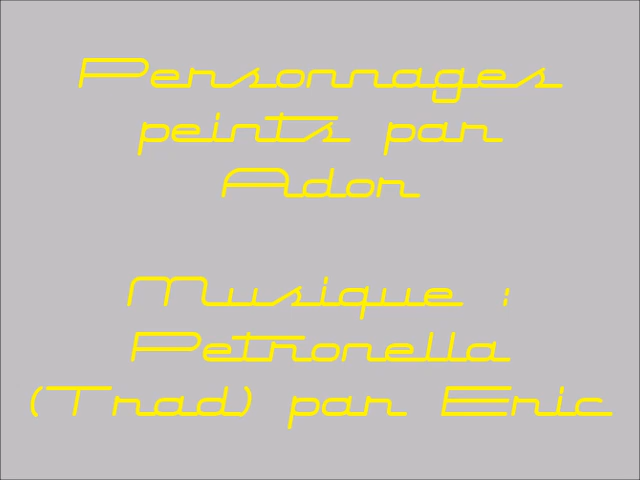 Personnages
peints par
Adon
Musique :
Petronella
(Trad) par Eric